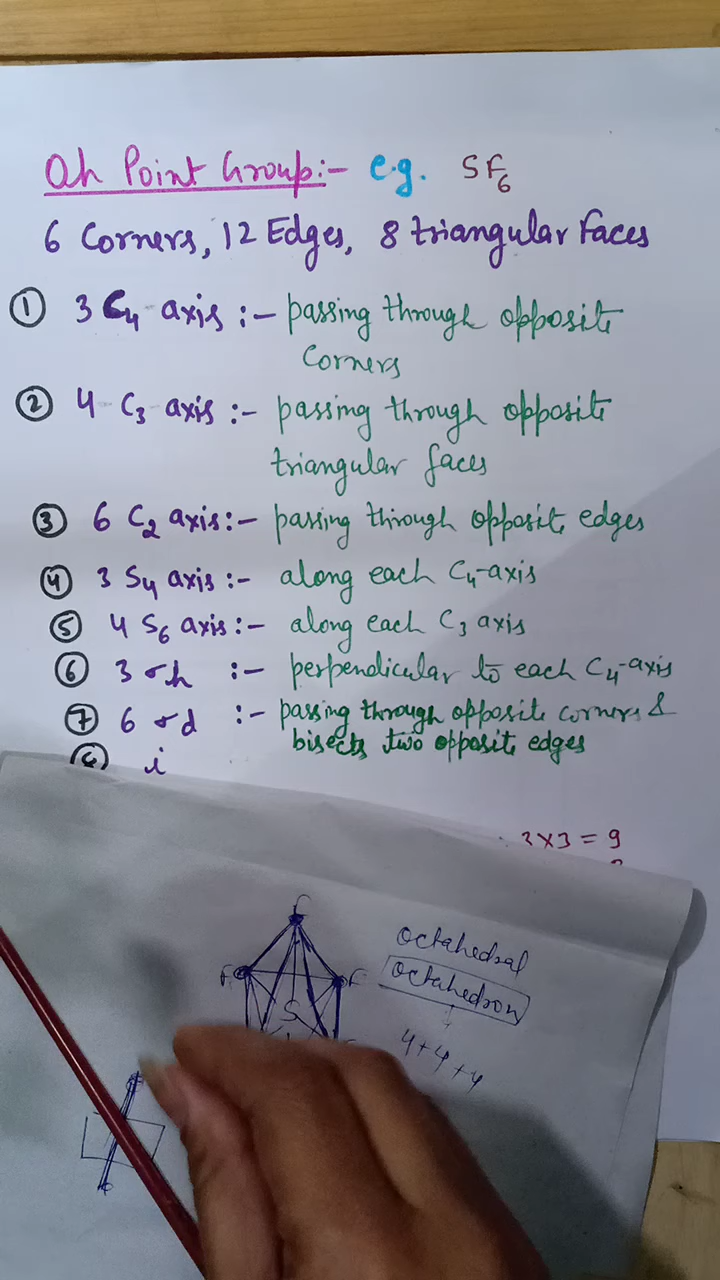 Oh Point Group:- e.g. SF6
6 Corners, 12 Edges, 8 triangular faces
① 3 C4 axis :- passing through opposite
corners
② 4 C3 axis :- passing through opposite
triangular faces
③ 6 C2 axis:- passing through opposite edges
④ 3 S4 axis :- along each C4-axis
⑤ 4 S6 axis:- along each C3 axis
⑥ 3 σh :- perpendicular to each C4-axis
⑦ 6 σd :- passing through opposite corners &
bisects two opposite edges
i
3×3 = 9
F
F F
S
octahedral
octahedron
4+4+4